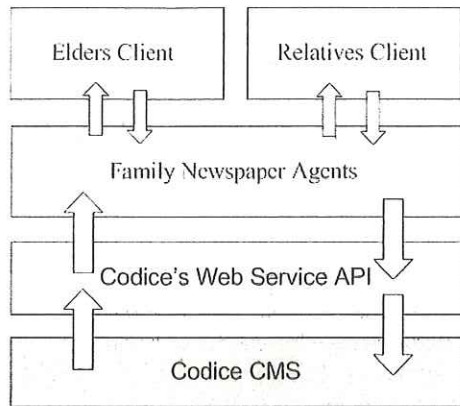 Elders Client
Relatives Client
Family Newspaper Agents
Codice's Web Service API
Codice CMS